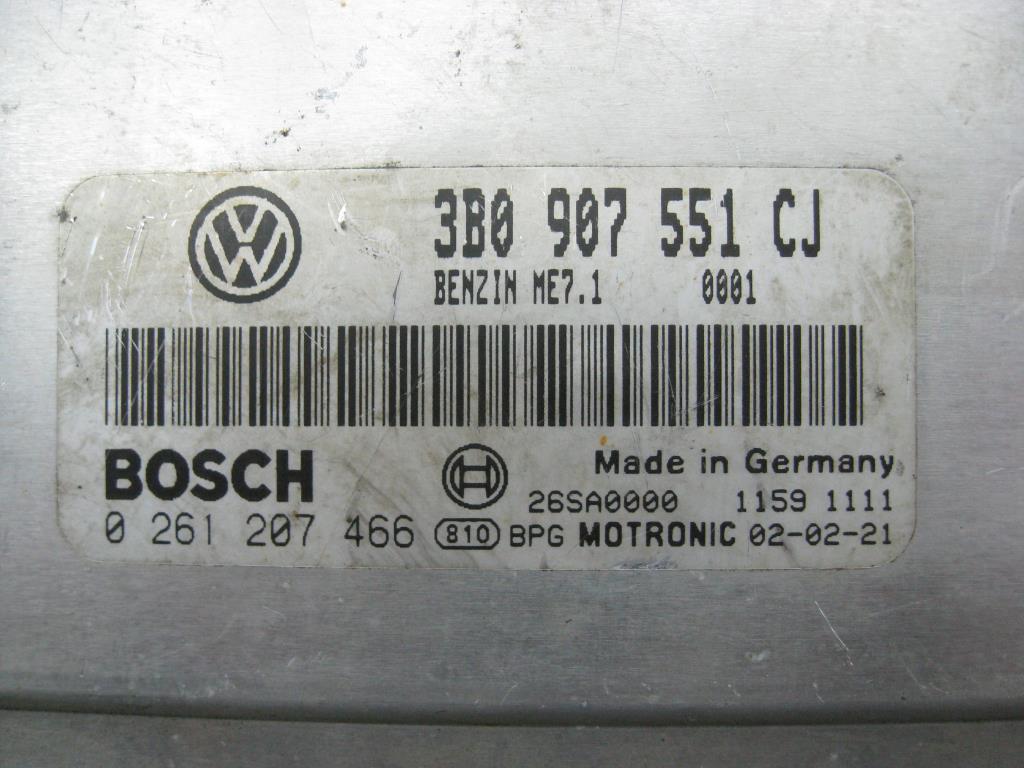 3B0 907 551 CJ
BENZIN ME7.1 0001
BOSCH Made in Germany
26SA0000 1159 1111
0 261 207 466 810 BPG MOTRONIC 02-02-21